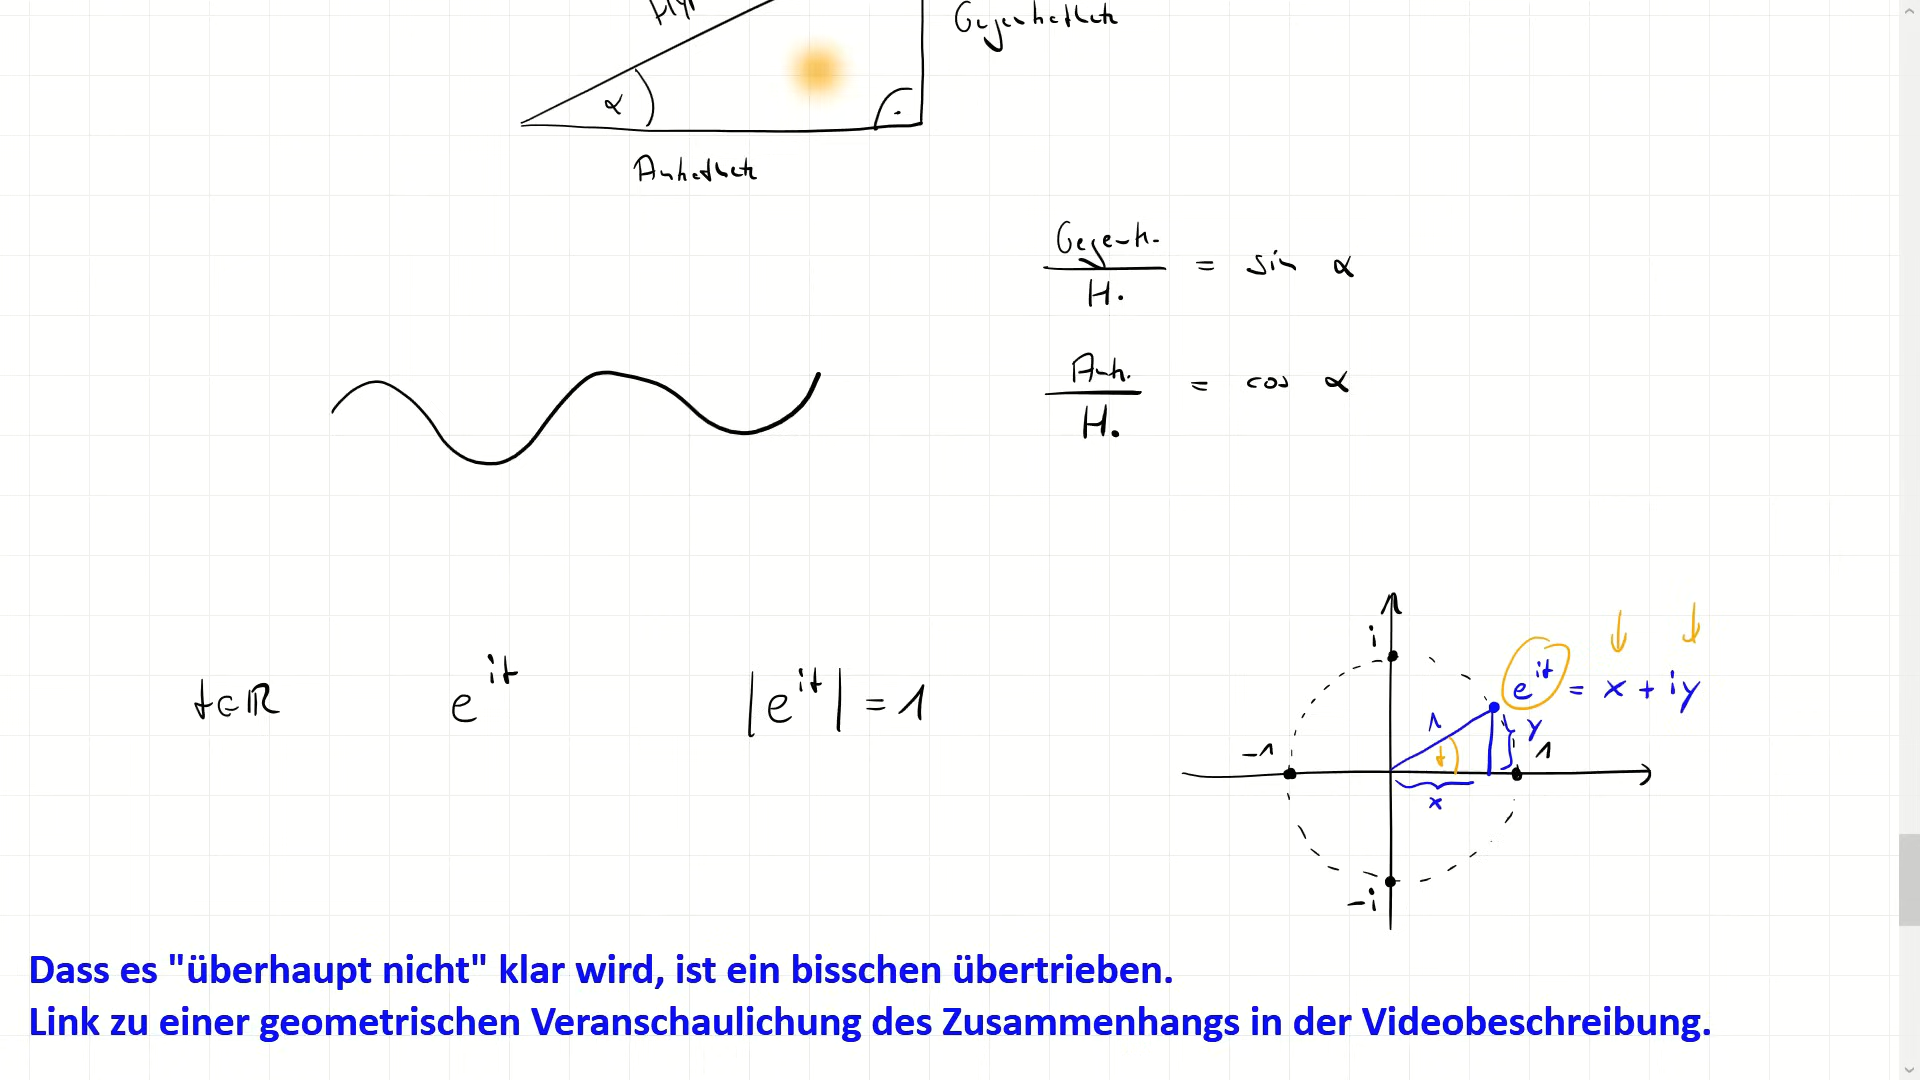 Gegenkathete
α
Ankathete
Gegenk. / H. = sin α
Ank. / H. = cos α
i
t∈ℝ
e^{it}
|e^{it}| = 1
e^{it} = x + iy
1
y
-1
t
1
x
-i
Dass es "überhaupt nicht" klar wird, ist ein bisschen übertrieben.
Link zu einer geometrischen Veranschaulichung des Zusammenhangs in der Videobeschreibung.